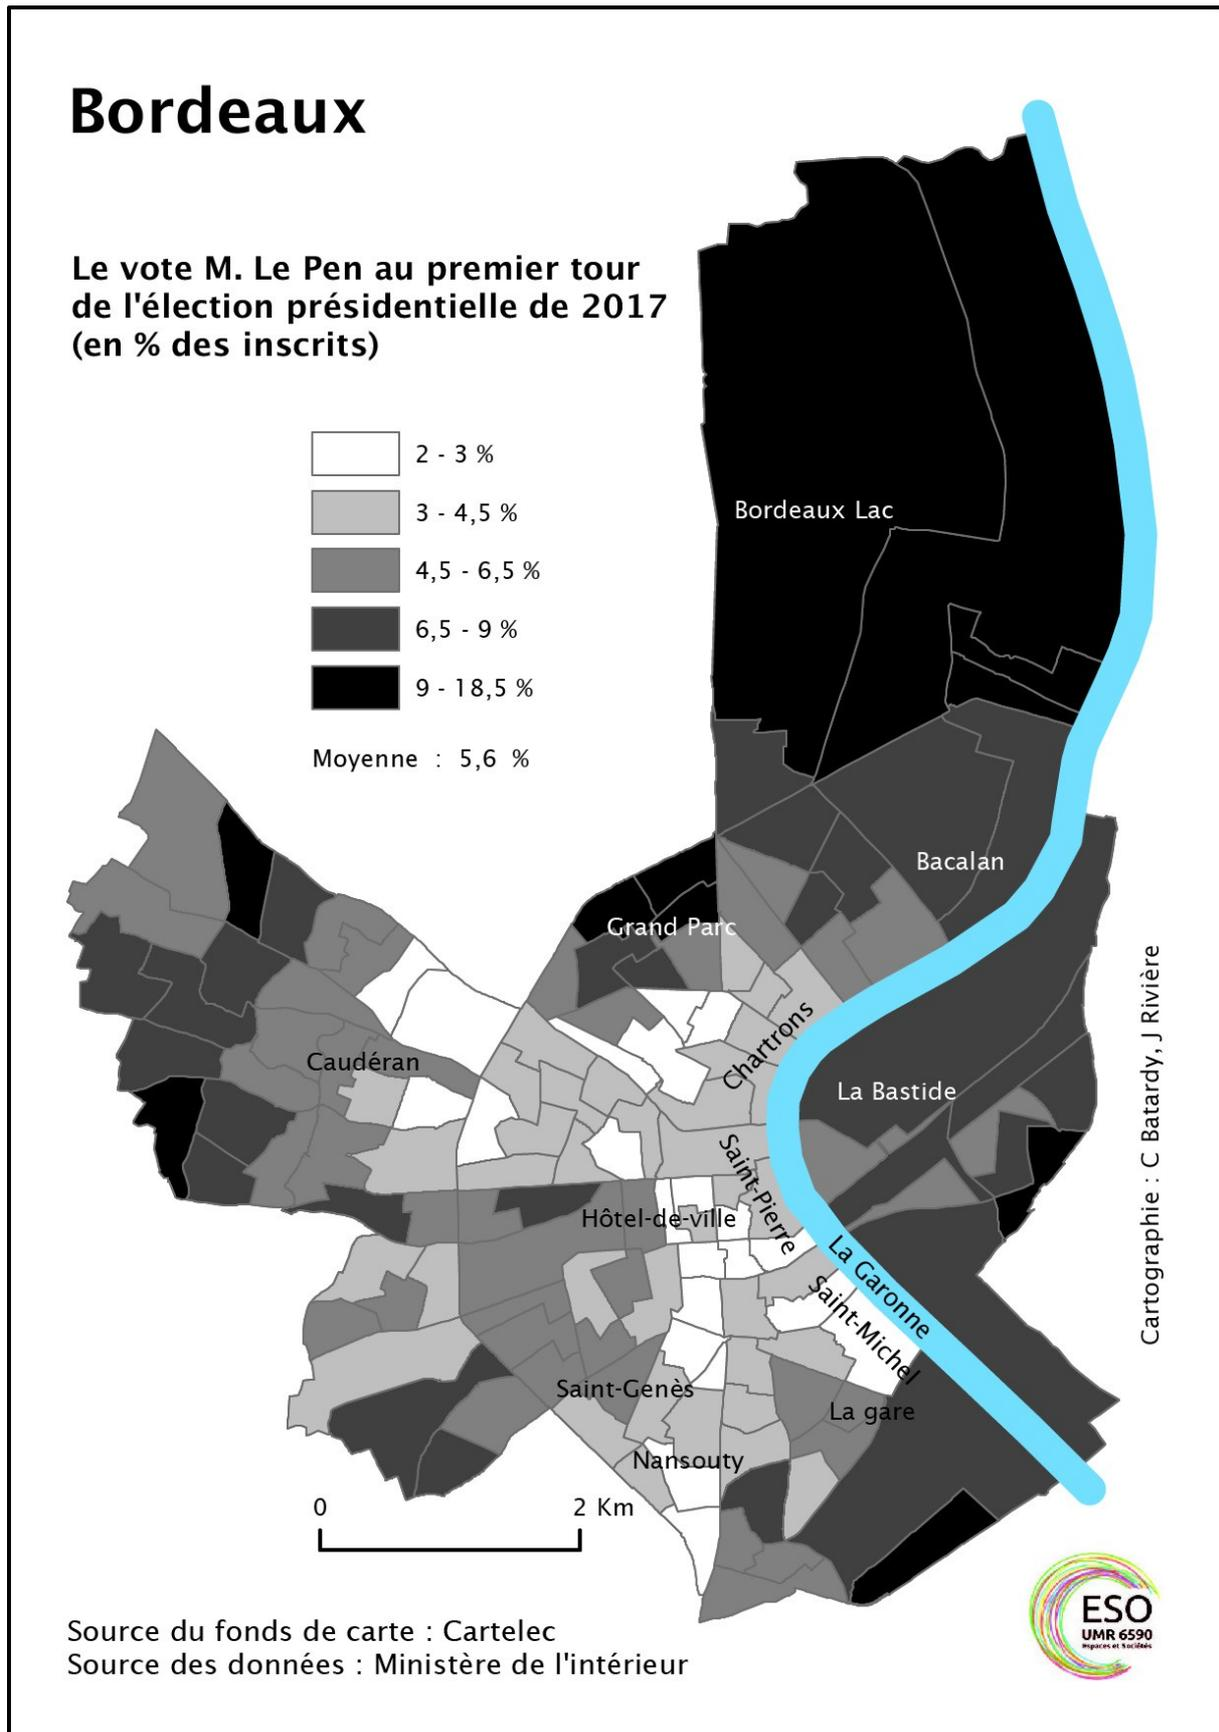 Bordeaux
Le vote M. Le Pen au premier tour
de l'élection présidentielle de 2017
(en % des inscrits)
2 - 3 %
3 - 4,5 %
4,5 - 6,5 %
6,5 - 9 %
9 - 18,5 %
Moyenne : 5,6 %
Bordeaux Lac
Bacalan
Grand Parc
Chartrons
Caudéran
La Bastide
Saint-Pierre
Hôtel-de-ville
La Garonne
Saint-Michel
Saint-Genès
La gare
Nansouty
0 2 Km
Cartographie : C Batardy, J Rivière
Source du fonds de carte : Cartelec
Source des données : Ministère de l'intérieur
ESO
UMR 6590
Espaces et Sociétés